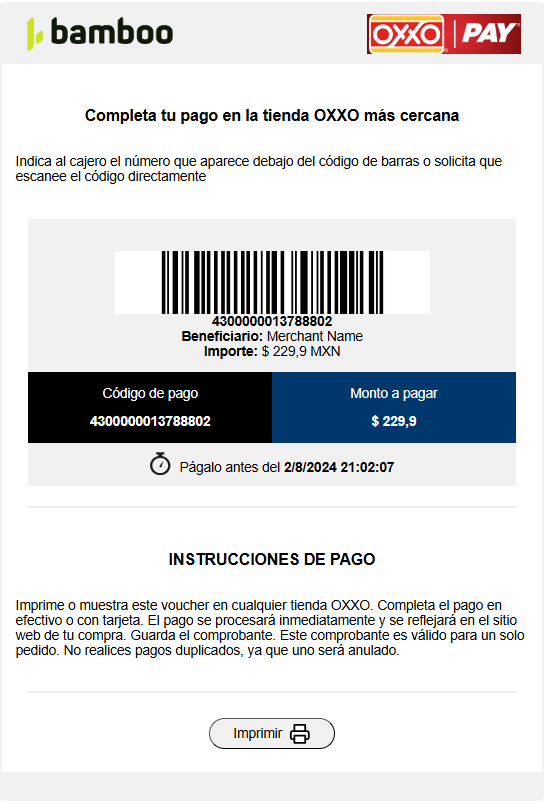 bamboo
OXXO PAY
Completa tu pago en la tienda OXXO más cercana
Indica al cajero el número que aparece debajo del código de barras o solicita que
escanee el código directamente
4300000013788802
Beneficiario: Merchant Name
Importe: $ 229,9 MXN
Código de pago
4300000013788802
Monto a pagar
$ 229,9
Págalo antes del 2/8/2024 21:02:07
INSTRUCCIONES DE PAGO
Imprime o muestra este voucher en cualquier tienda OXXO. Completa el pago en
efectivo o con tarjeta. El pago se procesará inmediatamente y se reflejará en el sitio
web de tu compra. Guarda el comprobante. Este comprobante es válido para un solo
pedido. No realices pagos duplicados, ya que uno será anulado.
Imprimir